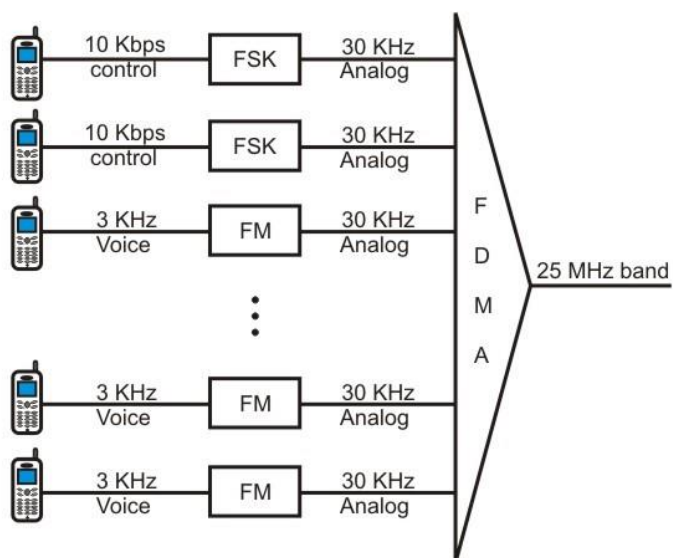 10 Kbps
control
FSK
30 KHz
Analog
10 Kbps
control
FSK
30 KHz
Analog
3 KHz
Voice
FM
30 KHz
Analog
F
D
M
A
25 MHz band
3 KHz
Voice
FM
30 KHz
Analog
3 KHz
Voice
FM
30 KHz
Analog